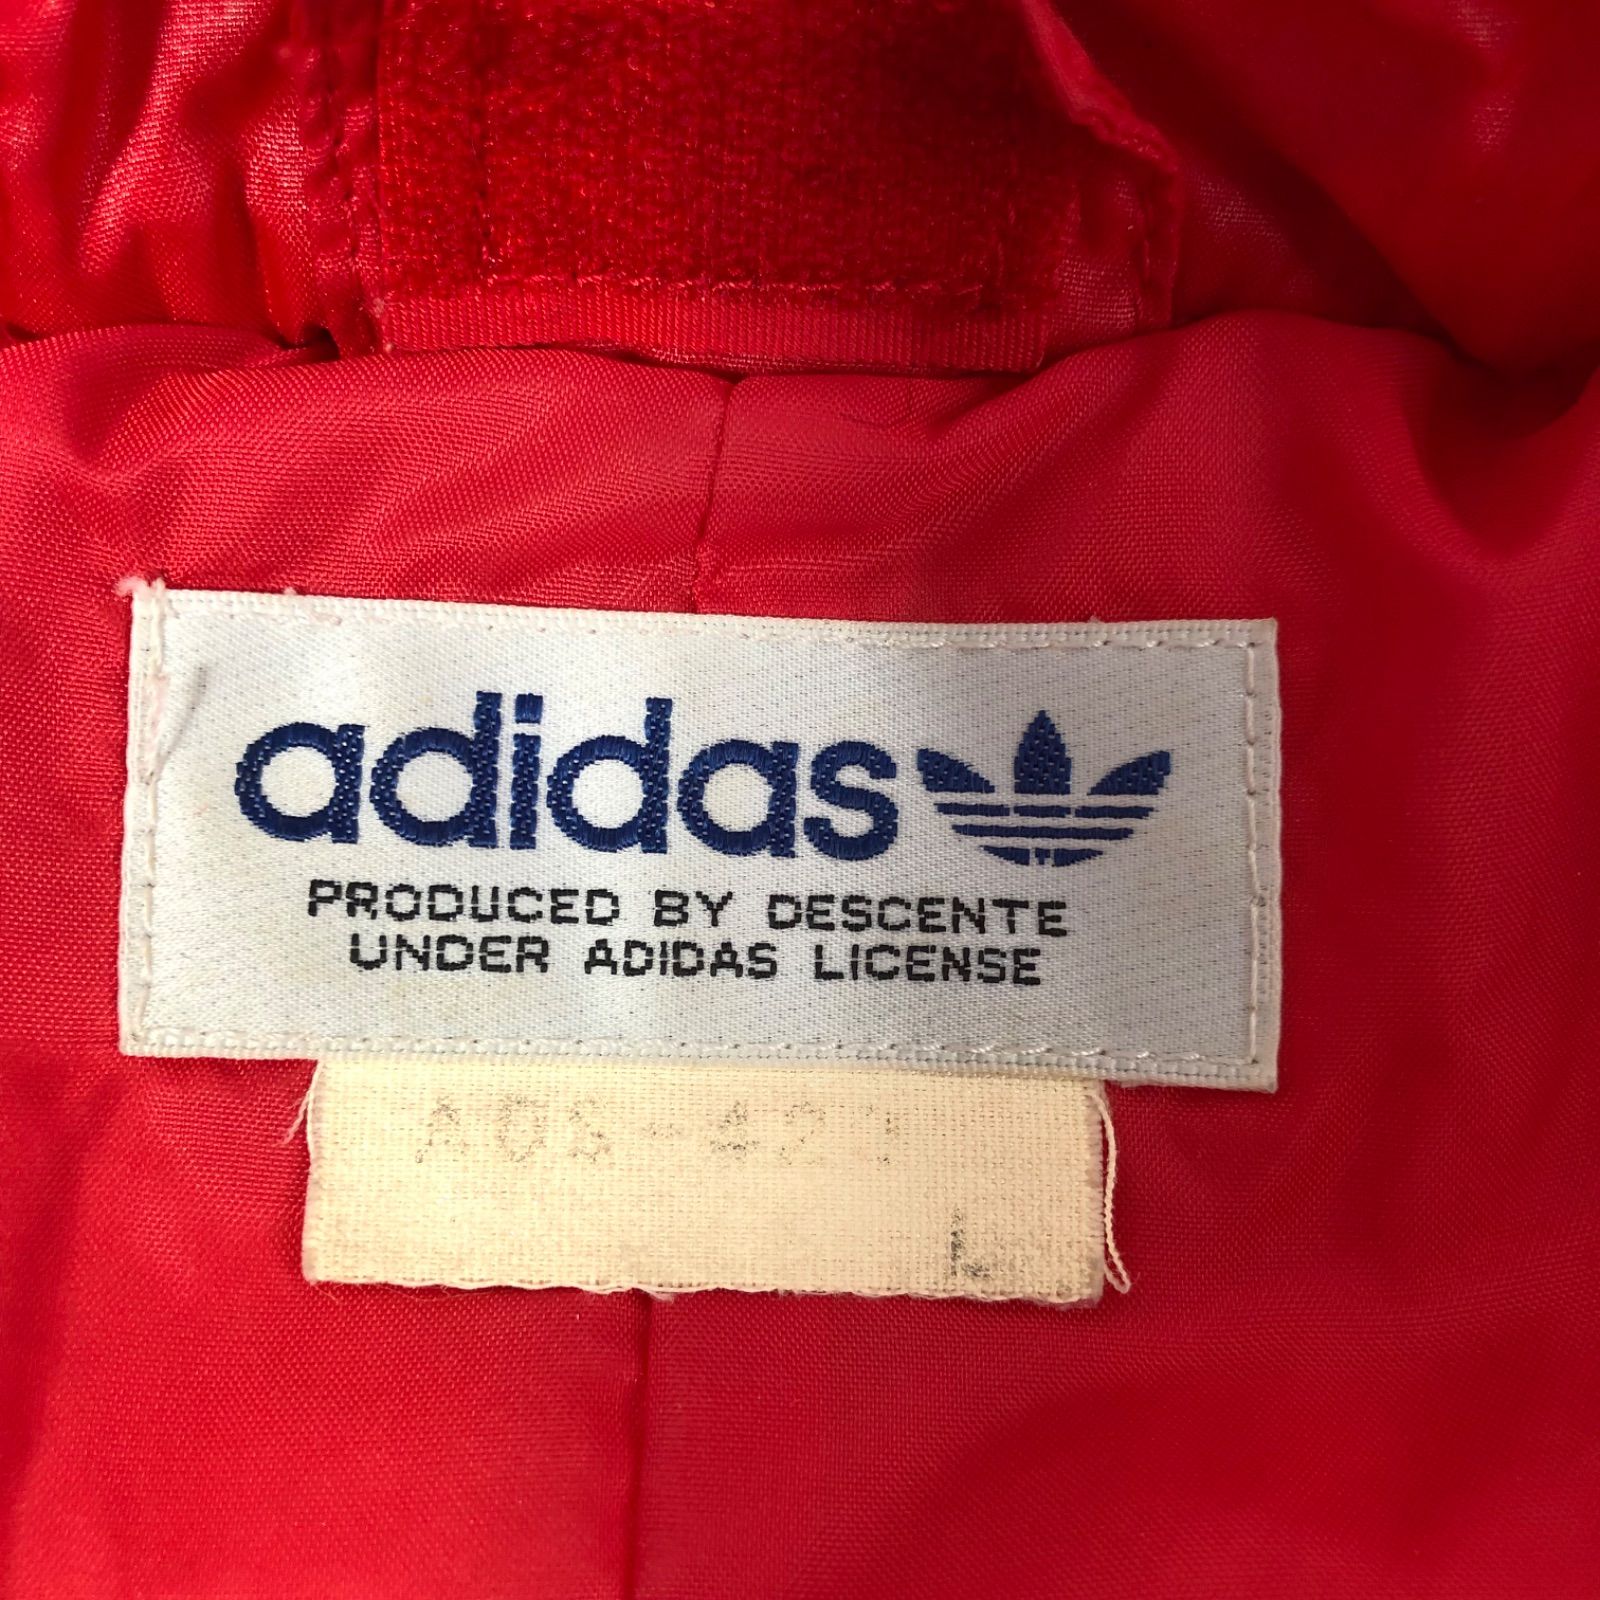 adidas
PRODUCED BY DESCENTE
UNDER ADIDAS LICENSE
L